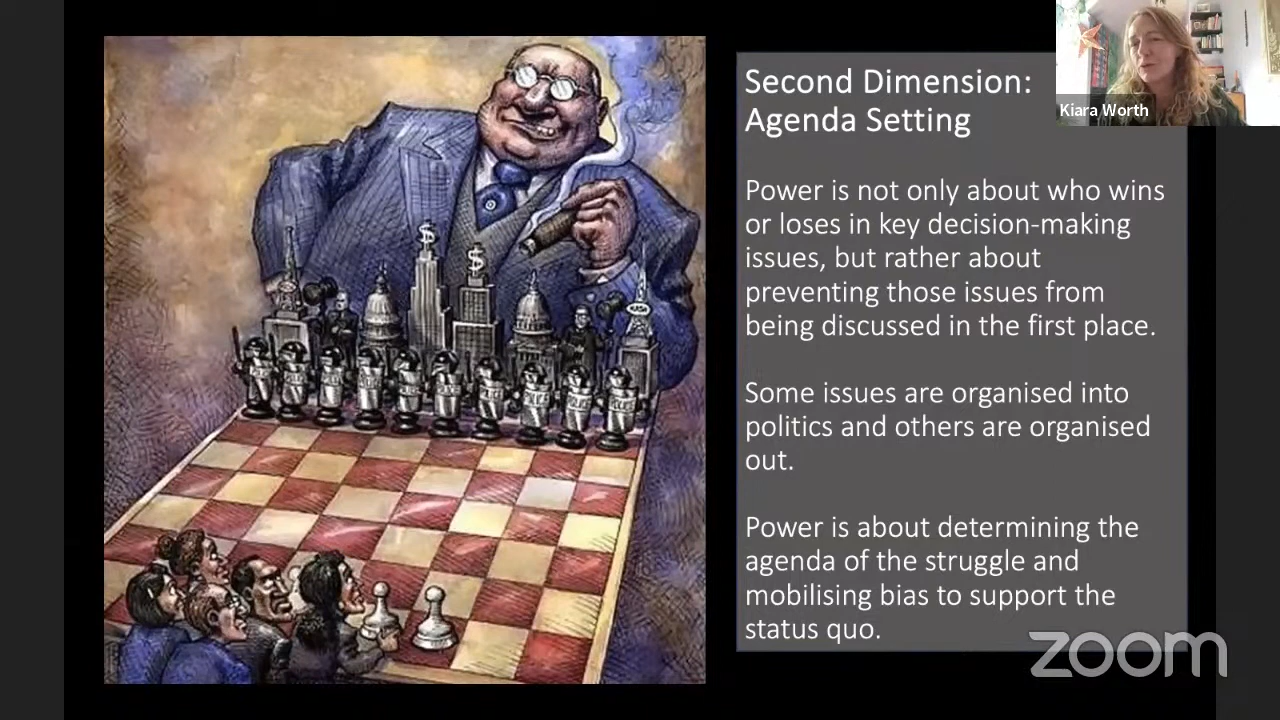 Second Dimension:
Agenda Setting
Kiara Worth
Power is not only about who wins
or loses in key decision-making
issues, but rather about
preventing those issues from
being discussed in the first place.
Some issues are organised into
politics and others are organised
out.
Power is about determining the
agenda of the struggle and
mobilising bias to support the
status quo.
zoom
$
$